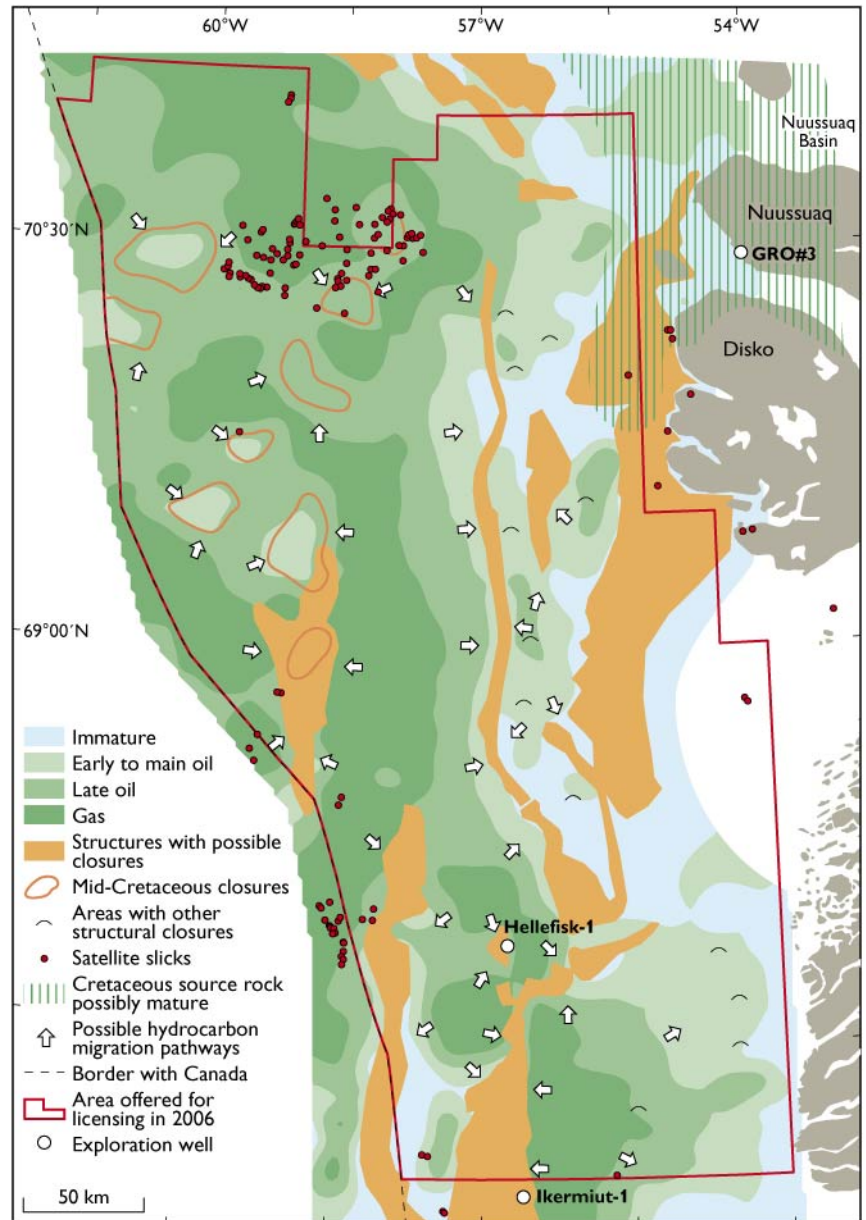 60°W
57°W
54°W
Nuussuaq
Basin
70°30´N
Nuussuaq
GRO#3
Disko
69°00´N
Immature
Early to main oil
Late oil
Gas
Structures with possible
closures
Mid-Cretaceous closures
Areas with other
structural closures
Satellite slicks
Cretaceous source rock
possibly mature
Possible hydrocarbon
migration pathways
Border with Canada
Area offered for
licensing in 2006
Exploration well
50 km
Hellefisk-1
Ikermiut-1